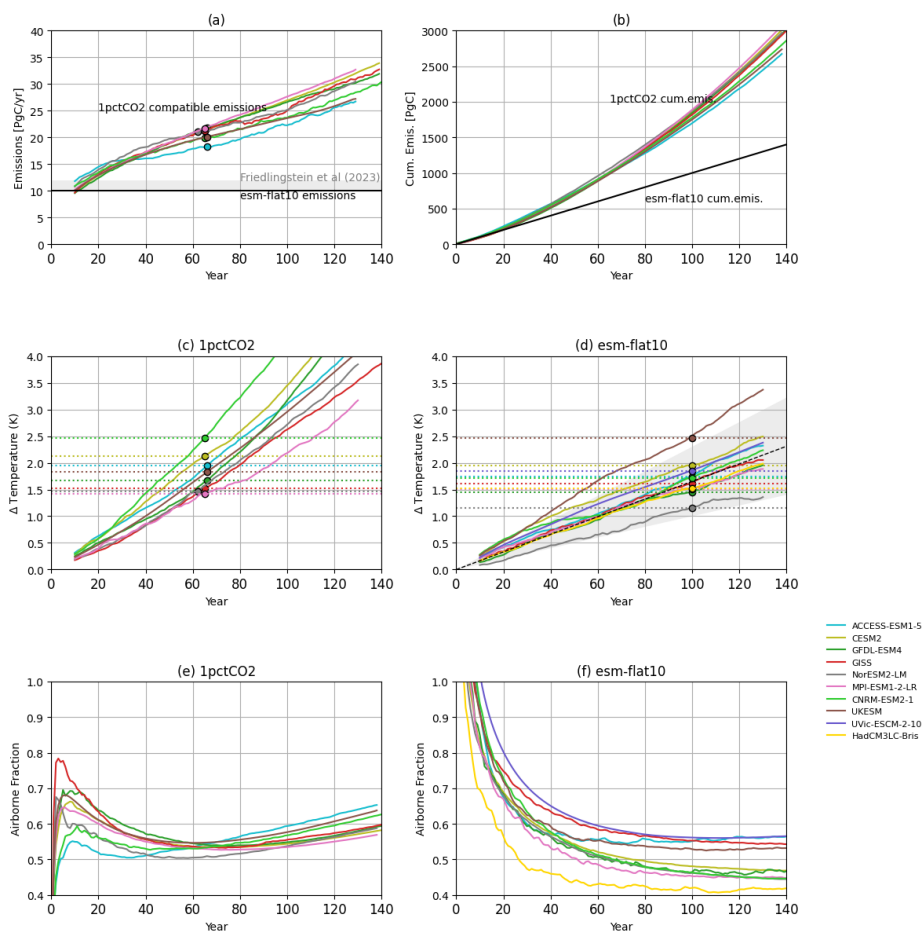 (a)
Emissions [PgC/yr]
40
35
30
25
20
15
10
5
0
1pctCO2 compatible emissions
Friedlingstein et al (2023)
esm-flat10 emissions
0 20 40 60 80 100 120 140
Year
(b)
Cum. Emis. [PgC]
3000
2500
2000
1500
1000
500
0
1pctCO2 cum.emis.
esm-flat10 cum.emis.
0 20 40 60 80 100 120 140
Year
(c) 1pctCO2
Δ Temperature (K)
4.0
3.5
3.0
2.5
2.0
1.5
1.0
0.5
0.0
0 20 40 60 80 100 120 140
Year
(d) esm-flat10
Δ Temperature (K)
4.0
3.5
3.0
2.5
2.0
1.5
1.0
0.5
0.0
0 20 40 60 80 100 120 140
Year
(e) 1pctCO2
Airborne Fraction
1.0
0.9
0.8
0.7
0.6
0.5
0.4
0 20 40 60 80 100 120 140
Year
(f) esm-flat10
Airborne Fraction
1.0
0.9
0.8
0.7
0.6
0.5
0.4
0 20 40 60 80 100 120 140
Year
ACCESS-ESM1-5
CESM2
GFDL-ESM4
GISS
NorESM2-LM
MPI-ESM1-2-LR
CNRM-ESM2-1
UKESM
UVic-ESCM-2-10
HadCM3LC-Bris